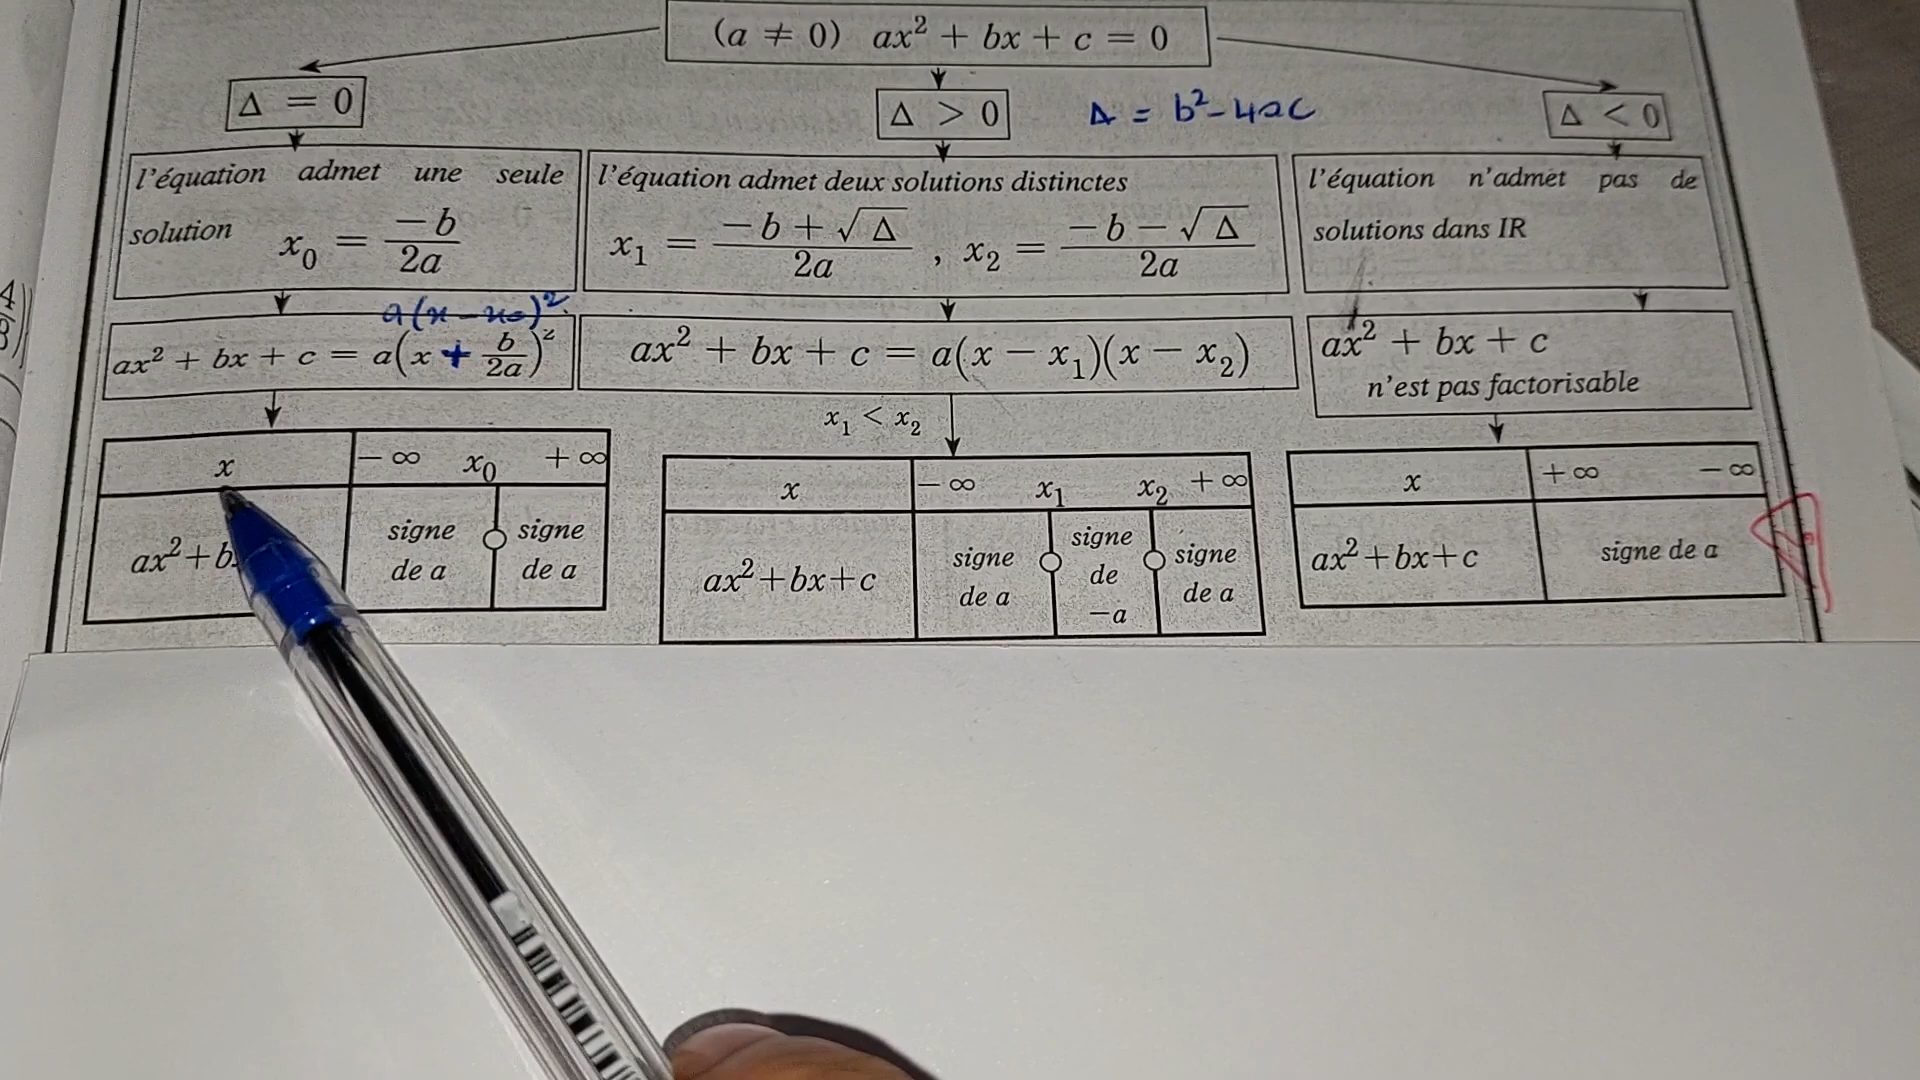 (a ≠ 0) ax² + bx + c = 0
Δ = 0
Δ > 0
Δ = b² - 4ac
Δ < 0
l'équation admet une seule
solution x₀ = -b / 2a
l'équation admet deux solutions distinctes
x₁ = (-b + √Δ) / 2a , x₂ = (-b - √Δ) / 2a
l'équation n'admet pas de
solutions dans IR
a(x - x₀)²
ax² + bx + c = a(x + b/2a)²
ax² + bx + c = a(x - x₁)(x - x₂)
ax² + bx + c
n'est pas factorisable
x₁ < x₂
x -∞ x₀ +∞
ax² + b
signe de a
signe de a
x -∞ x₁ x₂ +∞
ax² + bx + c
signe de a
signe de -a
signe de a
x +∞ -∞
ax² + bx + c
signe de a